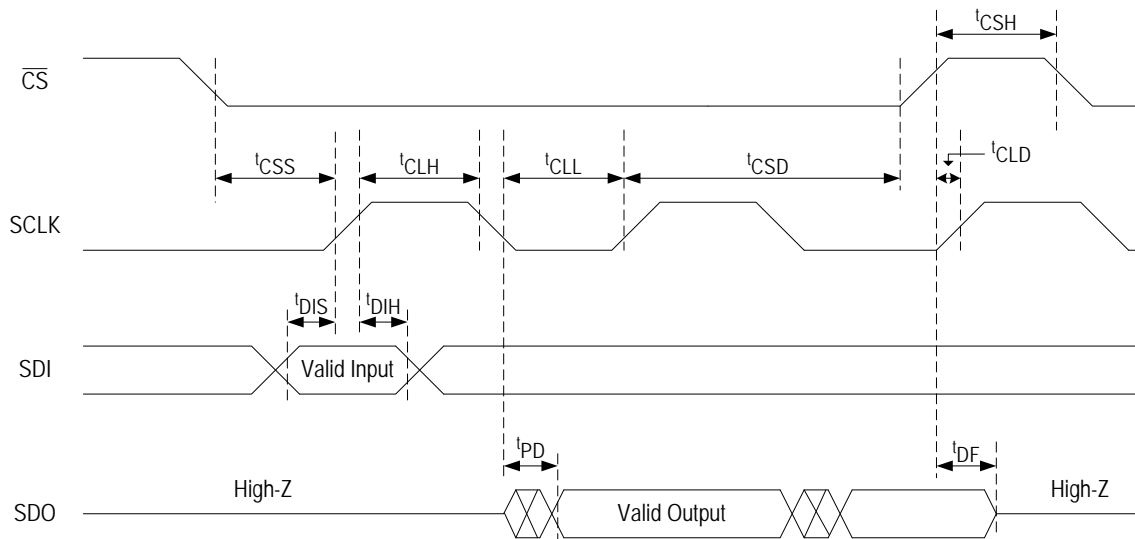 tCSH
CS
tCSS
tCLH
tCLL
tCSD
tCLD
SCLK
tDIS
tDIH
SDI
Valid Input
tPD
tDF
SDO
High-Z
Valid Output
High-Z